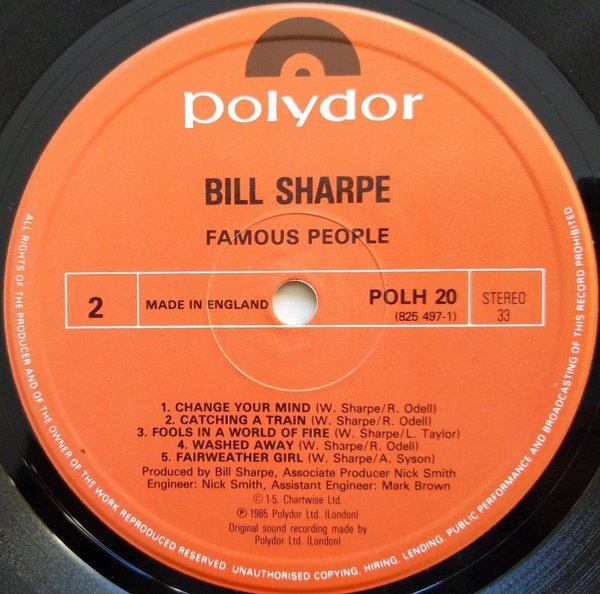 polydor
BILL SHARPE
FAMOUS PEOPLE
2
MADE IN ENGLAND
POLH 20
(825 497-1)
STEREO
33
1. CHANGE YOUR MIND (W. Sharpe/R. Odell)
2. CATCHING A TRAIN (W. Sharpe/R. Odell)
3. FOOLS IN A WORLD OF FIRE (W. Sharpe/L. Taylor)
4. WASHED AWAY (W. Sharpe/R. Odell)
5. FAIRWEATHER GIRL (W. Sharpe/A. Syson)
Produced by Bill Sharpe, Associate Producer Nick Smith
Engineer: Nick Smith, Assistant Engineer: Mark Brown
© 1-5. Chartwise Ltd.
℗ 1985 Polydor Ltd. (London)
Original sound recording made by
Polydor Ltd. (London)
ALL RIGHTS OF THE PRODUCER AND OF THE OWNER OF THE WORK REPRODUCED RESERVED UNAUTHORISED COPYING, HIRING, LENDING, PUBLIC PERFORMANCE AND BROADCASTING OF THIS RECORD PROHIBITED